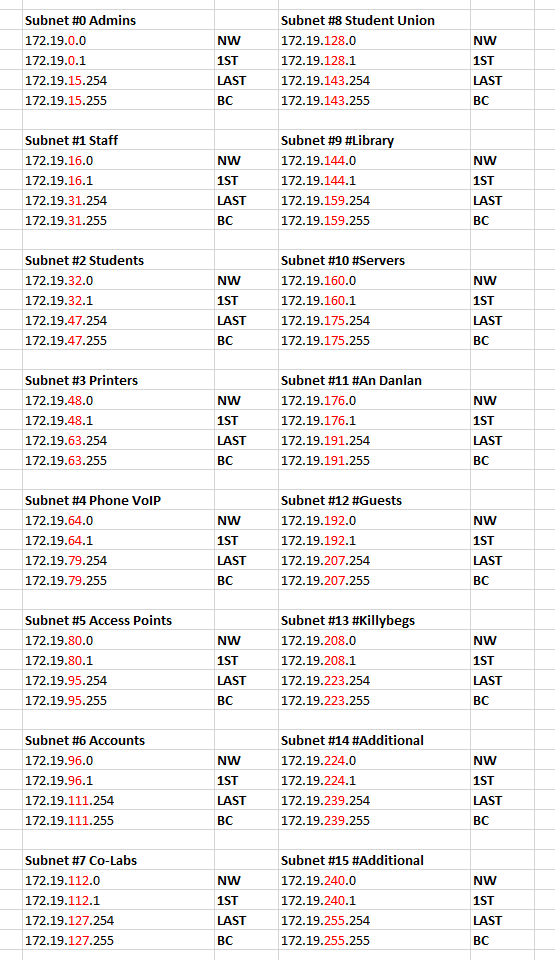 Subnet #0 Admins
172.19.0.0 NW
172.19.0.1 1ST
172.19.15.254 LAST
172.19.15.255 BC
Subnet #1 Staff
172.19.16.0 NW
172.19.16.1 1ST
172.19.31.254 LAST
172.19.31.255 BC
Subnet #2 Students
172.19.32.0 NW
172.19.32.1 1ST
172.19.47.254 LAST
172.19.47.255 BC
Subnet #3 Printers
172.19.48.0 NW
172.19.48.1 1ST
172.19.63.254 LAST
172.19.63.255 BC
Subnet #4 Phone VoIP
172.19.64.0 NW
172.19.64.1 1ST
172.19.79.254 LAST
172.19.79.255 BC
Subnet #5 Access Points
172.19.80.0 NW
172.19.80.1 1ST
172.19.95.254 LAST
172.19.95.255 BC
Subnet #6 Accounts
172.19.96.0 NW
172.19.96.1 1ST
172.19.111.254 LAST
172.19.111.255 BC
Subnet #7 Co-Labs
172.19.112.0 NW
172.19.112.1 1ST
172.19.127.254 LAST
172.19.127.255 BC
Subnet #8 Student Union
172.19.128.0 NW
172.19.128.1 1ST
172.19.143.254 LAST
172.19.143.255 BC
Subnet #9 #Library
172.19.144.0 NW
172.19.144.1 1ST
172.19.159.254 LAST
172.19.159.255 BC
Subnet #10 #Servers
172.19.160.0 NW
172.19.160.1 1ST
172.19.175.254 LAST
172.19.175.255 BC
Subnet #11 #An Danlan
172.19.176.0 NW
172.19.176.1 1ST
172.19.191.254 LAST
172.19.191.255 BC
Subnet #12 #Guests
172.19.192.0 NW
172.19.192.1 1ST
172.19.207.254 LAST
172.19.207.255 BC
Subnet #13 #Killybegs
172.19.208.0 NW
172.19.208.1 1ST
172.19.223.254 LAST
172.19.223.255 BC
Subnet #14 #Additional
172.19.224.0 NW
172.19.224.1 1ST
172.19.239.254 LAST
172.19.239.255 BC
Subnet #15 #Additional
172.19.240.0 NW
172.19.240.1 1ST
172.19.255.254 LAST
172.19.255.255 BC